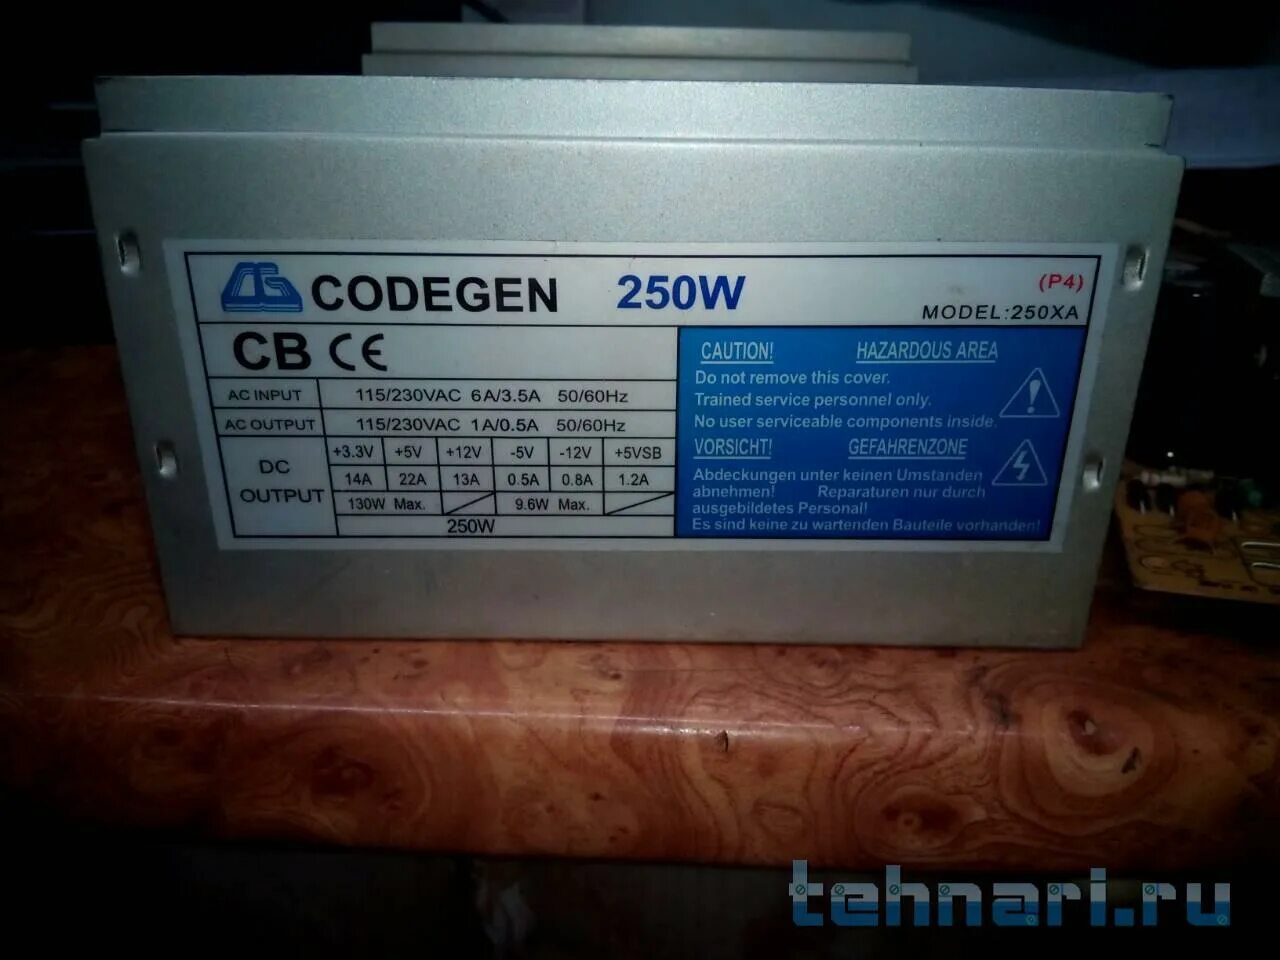 CODEGEN 250W (P4)
MODEL:250XA
CB CE
AC INPUT 115/230VAC 6A/3.5A 50/60Hz
AC OUTPUT 115/230VAC 1A/0.5A 50/60Hz
DC OUTPUT
+3.3V +5V +12V -5V -12V +5VSB
14A 22A 13A 0.5A 0.8A 1.2A
130W Max. 9.6W Max.
250W
CAUTION! HAZARDOUS AREA
Do not remove this cover.
Trained service personnel only.
No user serviceable components inside.
VORSICHT! GEFAHRENZONE
Abdeckungen unter keinen Umstanden
abnehmen! Reparaturen nur durch
ausgebildetes Personal!
Es sind keine zu wartenden Bauteile vorhanden!
tehnari.ru